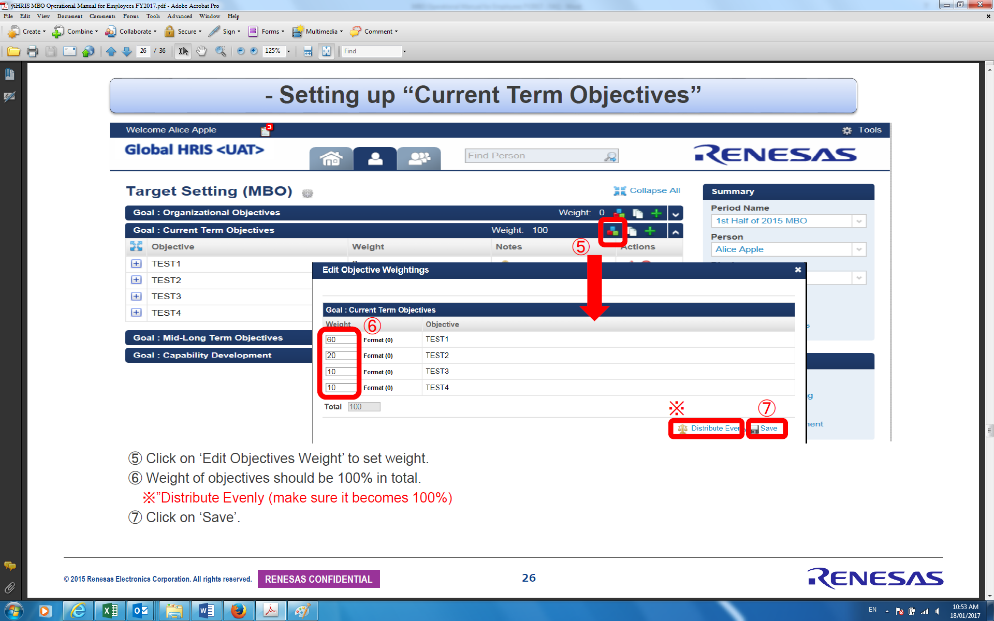 HRIS MBO Operational Manual for Employees FY2017.pdf - Adobe Acrobat Pro
File Edit View Document Comments Forms Tools Advanced Window Help
Create Combine Collaborate Secure Sign Forms Multimedia Comment
26 / 38 125% Find
- Setting up “Current Term Objectives”
Welcome Alice Apple 3 Tools
Global HRIS <UAT>
Find Person
RENESAS
Target Setting (MBO)
Collapse All
Goal : Organizational Objectives Weight: 0
Goal : Current Term Objectives Weight: 100
Objective Weight Notes Actions
TEST1
TEST2
TEST3
TEST4
Goal : Mid-Long Term Objectives
Goal : Capability Development
Summary
Period Name
1st Half of 2015 MBO
Person
Alice Apple
⑤
Edit Objective Weightings
Goal : Current Term Objectives
Weight ⑥ Objective
60 Format (0) TEST1
20 Format (0) TEST2
10 Format (0) TEST3
10 Format (0) TEST4
Total 100
※ ⑦
Distribute Evenly Save
⑤ Click on ‘Edit Objectives Weight’ to set weight.
⑥ Weight of objectives should be 100% in total.
※”Distribute Evenly (make sure it becomes 100%)
⑦ Click on ‘Save’.
© 2015 Renesas Electronics Corporation. All rights reserved. RENESAS CONFIDENTIAL 26 RENESAS
EN 10:53 AM
18/01/2017